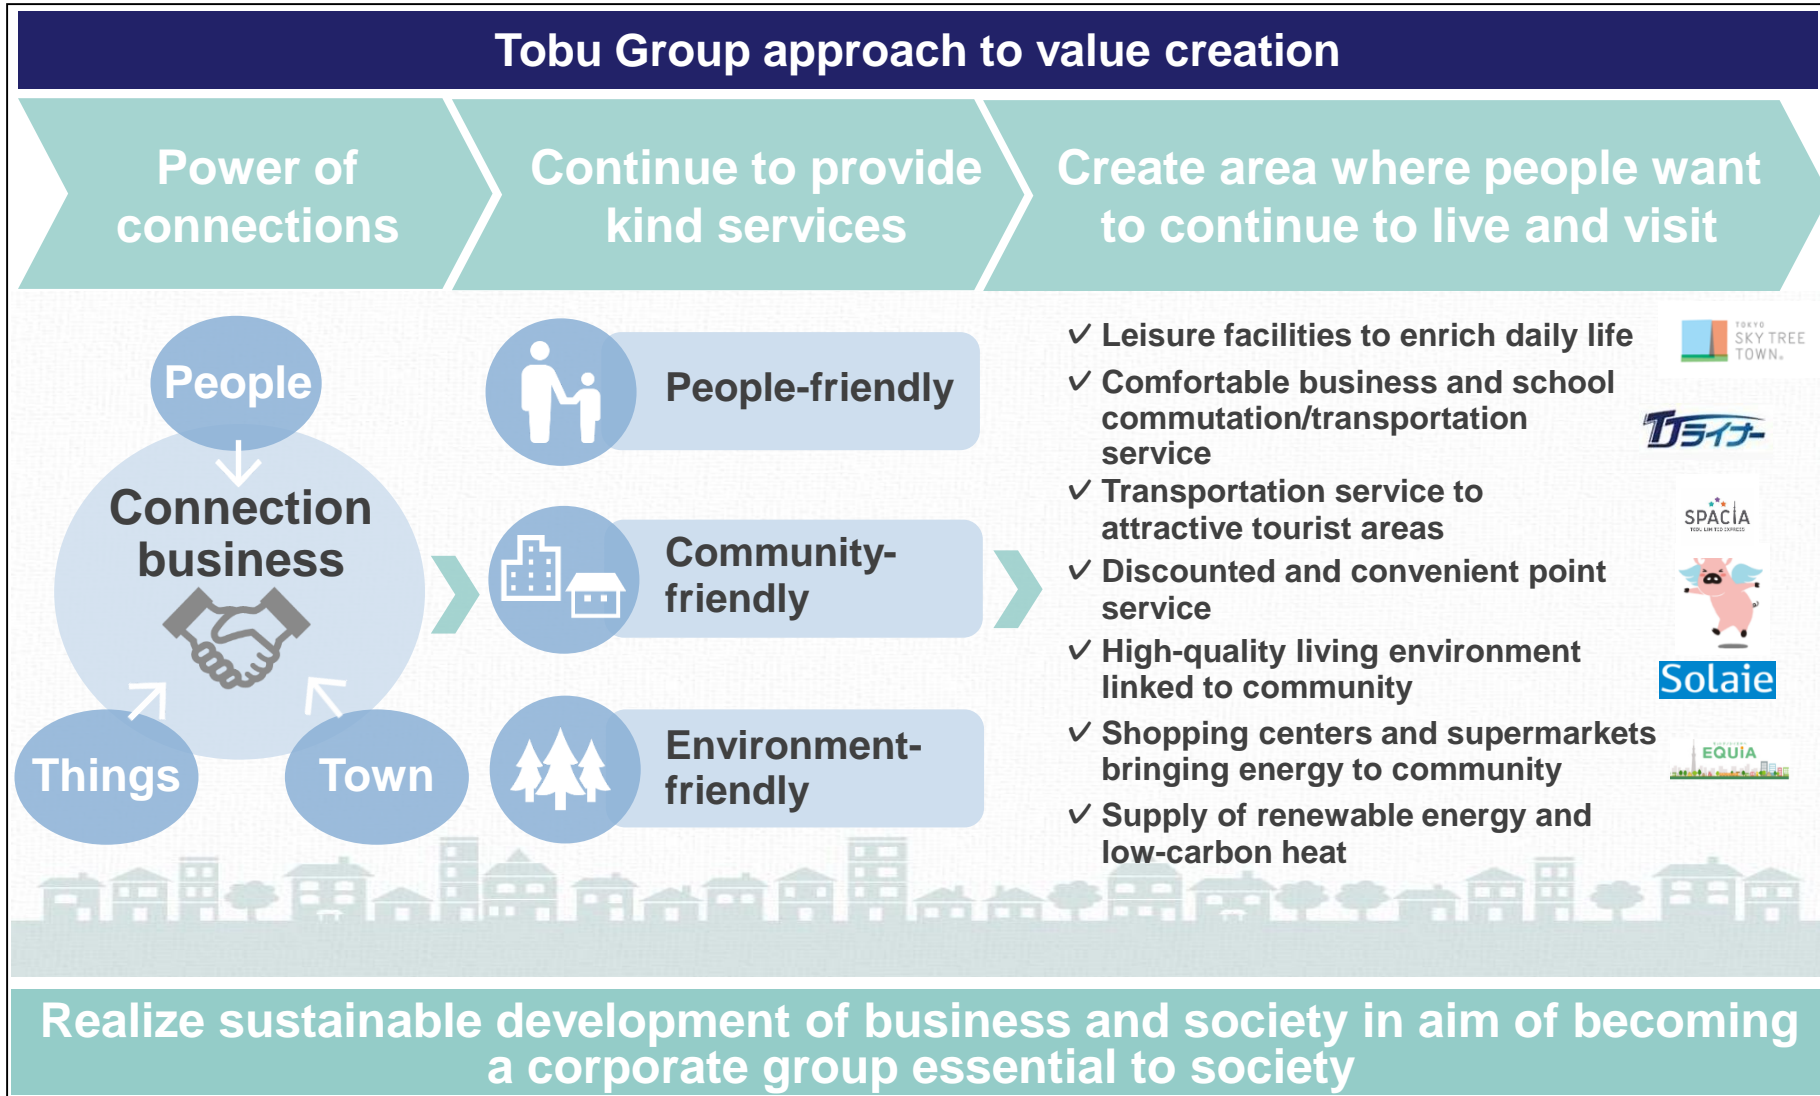 Tobu Group approach to value creation
Power of
connections
Continue to provide
kind services
Create area where people want
to continue to live and visit
People
Connection
business
Things
Town
People-friendly
Community-
friendly
Environment-
friendly
✓ Leisure facilities to enrich daily life
✓ Comfortable business and school
commutation/transportation
service
✓ Transportation service to
attractive tourist areas
✓ Discounted and convenient point
service
✓ High-quality living environment
linked to community
✓ Shopping centers and supermarkets
bringing energy to community
✓ Supply of renewable energy and
low-carbon heat
TOKYO
SKY TREE
TOWN®
TJライナー
SPACIA
TOBU LIMITED EXPRESS
Solaie
EQUiA
Realize sustainable development of business and society in aim of becoming
a corporate group essential to society